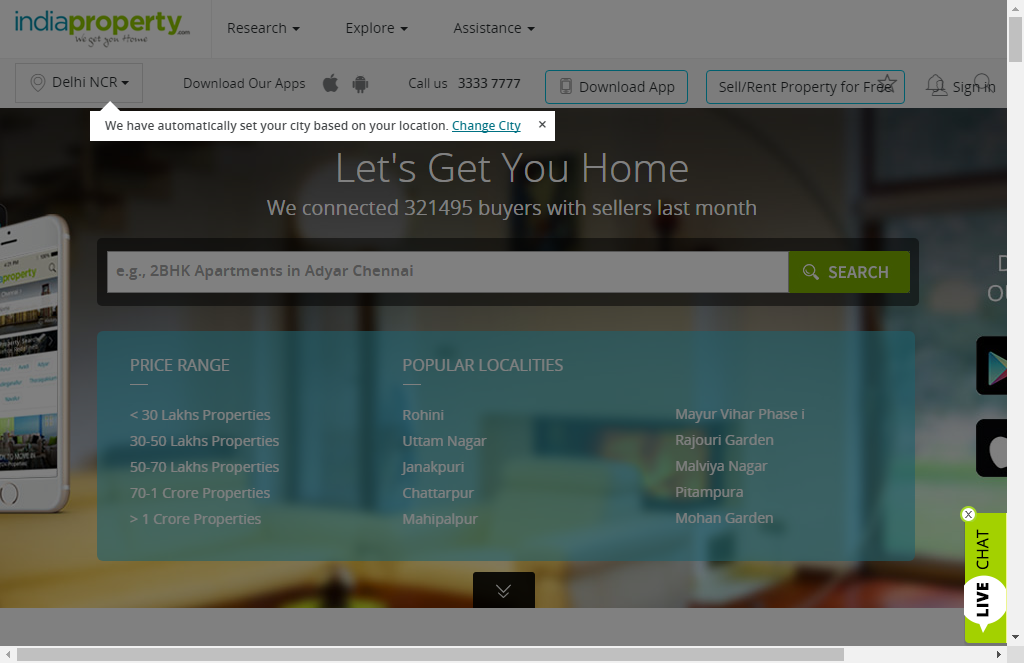 indiaproperty.com
We get you Home
Research
Explore
Assistance
Delhi NCR
Download Our Apps
Call us 3333 7777
Download App
Sell/Rent Property for Free
Sign in
We have automatically set your city based on your location. Change City ×
Let's Get You Home
We connected 321495 buyers with sellers last month
e.g., 2BHK Apartments in Adyar Chennai
SEARCH
PRICE RANGE
< 30 Lakhs Properties
30-50 Lakhs Properties
50-70 Lakhs Properties
70-1 Crore Properties
> 1 Crore Properties
POPULAR LOCALITIES
Rohini
Uttam Nagar
Janakpuri
Chattarpur
Mahipalpur
Mayur Vihar Phase i
Rajouri Garden
Malviya Nagar
Pitampura
Mohan Garden
LIVE CHAT